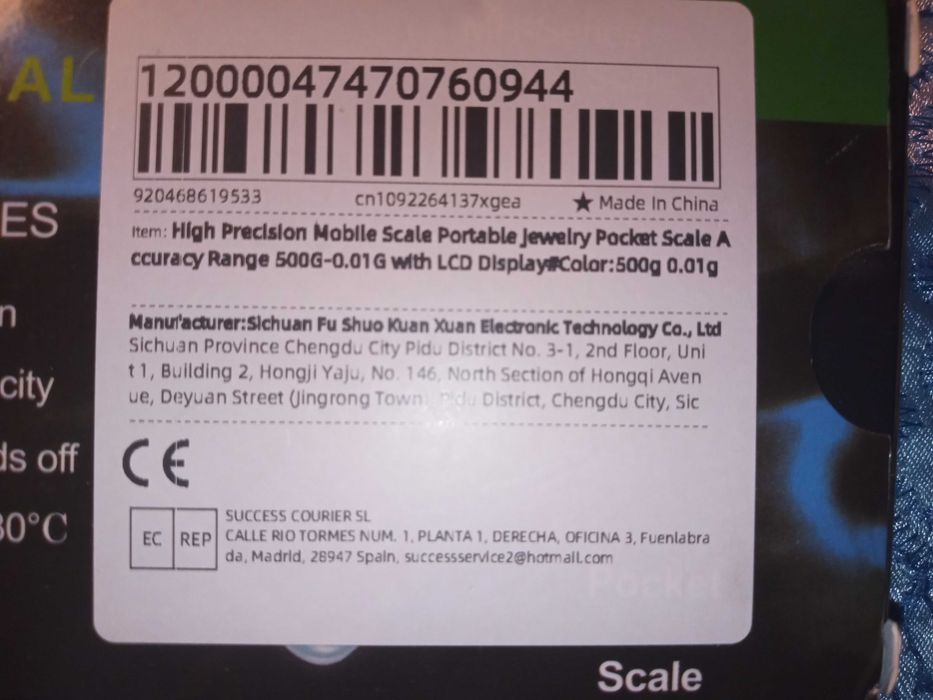 AL
12000047470760944
920468619533 cn1092264137xgea ★ Made In China
ES
Item: High Precision Mobile Scale Portable Jewelry Pocket Scale A
ccuracy Range 500G-0.01G with LCD Display#Color:500g 0.01g
n
Manufacturer:Sichuan Fu Shuo Kuan Xuan Electronic Technology Co., Ltd
Sichuan Province Chengdu City Pidu District No. 3-1, 2nd Floor, Uni
t 1, Building 2, Hongji Yaju, No. 146, North Section of Hongqi Aven
city
ue, Deyuan Street (Jingrong Town) Pidu District, Chengdu City, Sic
ds off
CE
SUCCESS COURIER SL
EC REP
CALLE RIO TORMES NUM. 1, PLANTA 1, DERECHA, OFICINA 3, Fuenlabra
30°C
da, Madrid, 28947 Spain, successservice2@hotmail.com
Pocket
Scale